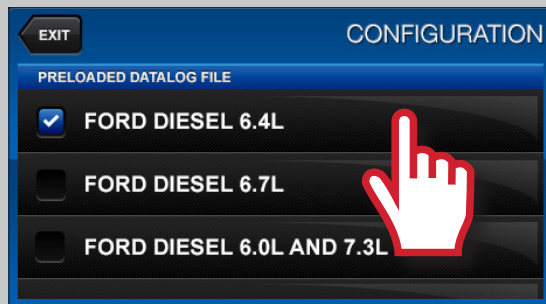 EXIT
CONFIGURATION
PRELOADED DATALOG FILE
FORD DIESEL 6.4L
FORD DIESEL 6.7L
FORD DIESEL 6.0L AND 7.3L